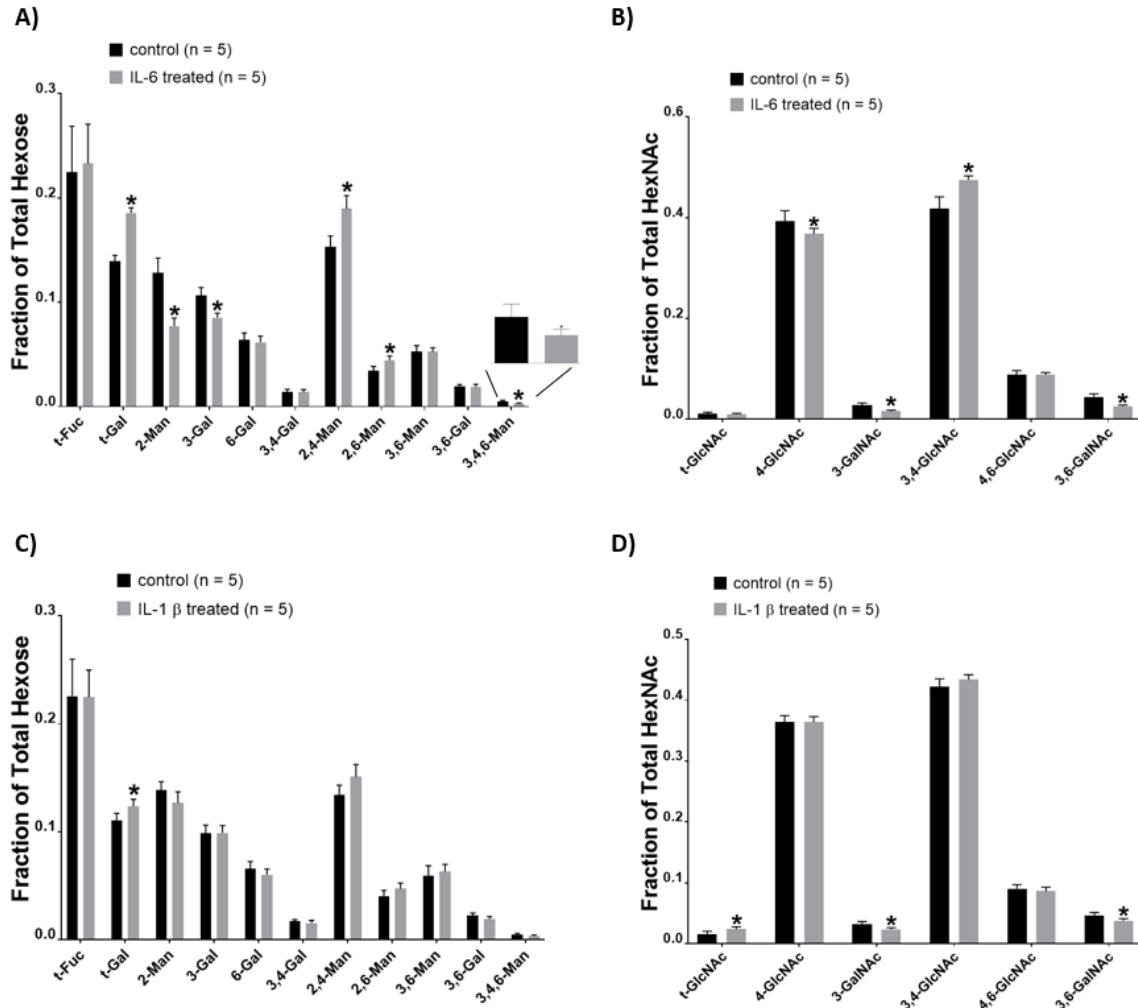 A)
control (n = 5)
IL-6 treated (n = 5)
Fraction of Total Hexose
0.3
0.2
0.1
0.0
*
*
*
*
*
*
t-Fuc
t-Gal
2-Man
3-Gal
6-Gal
3,4-Gal
2,4-Man
2,6-Man
3,6-Man
3,6-Gal
3,4,6-Man
B)
control (n = 5)
IL-6 treated (n = 5)
Fraction of Total HexNAc
0.6
0.4
0.2
0.0
*
*
*
*
t-GlcNAc
4-GlcNAc
3-GalNAc
3,4-GlcNAc
4,6-GlcNAc
3,6-GalNAc
C)
control (n = 5)
IL-1 β treated (n = 5)
Fraction of Total Hexose
0.3
0.2
0.1
0.0
*
t-Fuc
t-Gal
2-Man
3-Gal
6-Gal
3,4-Gal
2,4-Man
2,6-Man
3,6-Man
3,6-Gal
3,4,6-Man
D)
control (n = 5)
IL-1 β treated (n = 5)
Fraction of Total HexNAc
0.5
0.4
0.3
0.2
0.1
0.0
*
*
*
t-GlcNAc
4-GlcNAc
3-GalNAc
3,4-GlcNAc
4,6-GlcNAc
3,6-GalNAc